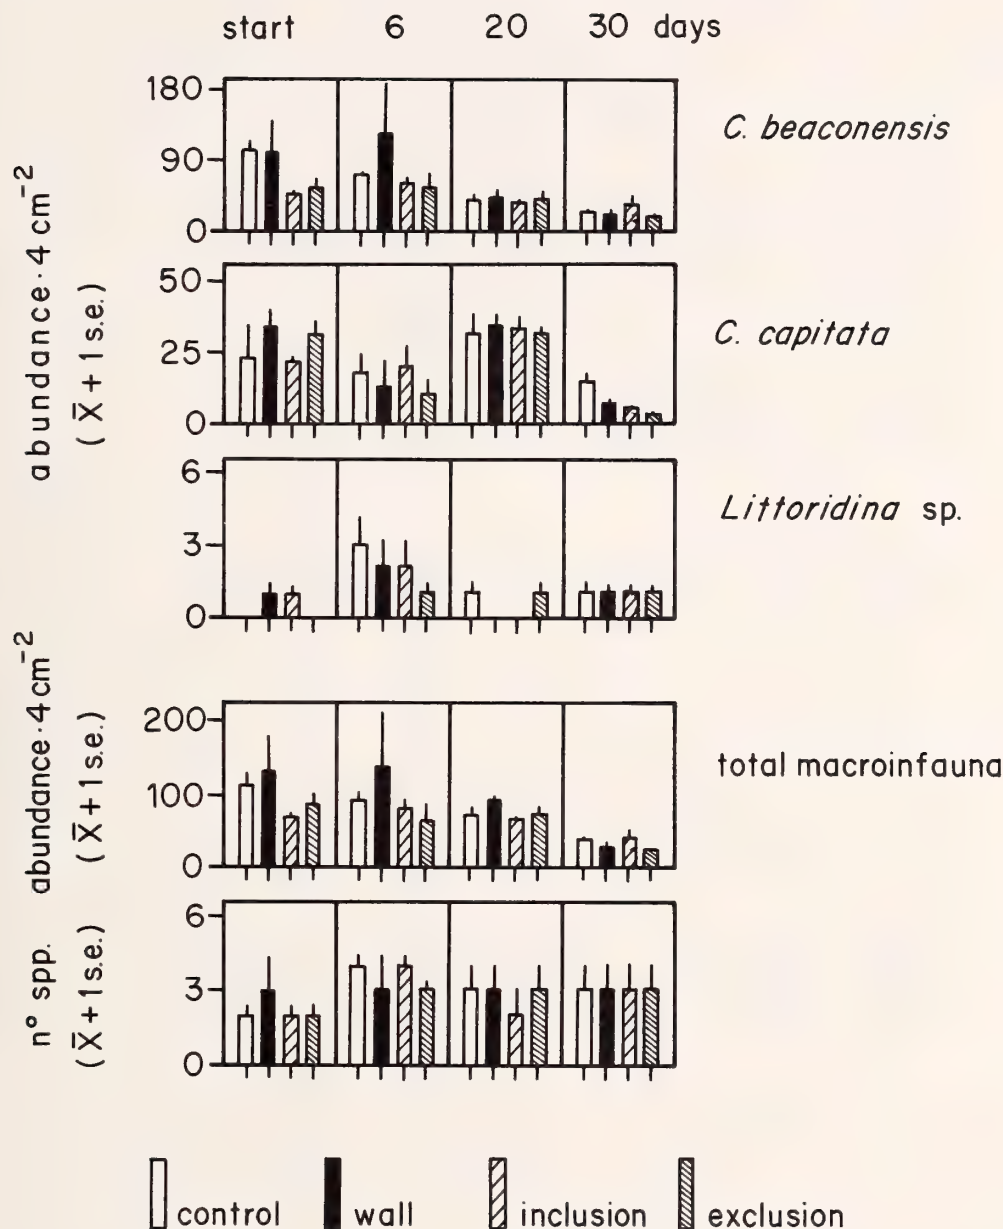 start 6 20 30 days
180
90
0
C. beaconensis
50
25
0
C. capitata
abundance·4 cm⁻²
(X̄ + 1 s.e.)
6
3
0
Littoridina sp.
200
100
0
total macroinfauna
abundance·4 cm⁻²
(X̄ + 1 s.e.)
6
3
0
n° spp.
(X̄ + 1 s.e.)
control wall inclusion exclusion